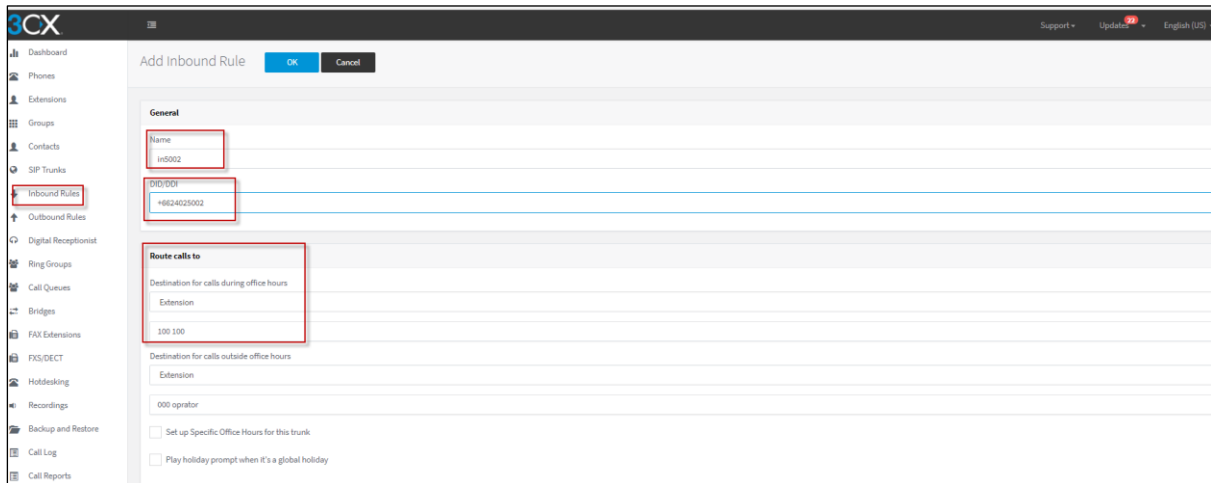 3CX
Support
Updates 22
English (US)
Dashboard
Phones
Extensions
Groups
Contacts
SIP Trunks
Inbound Rules
Outbound Rules
Digital Receptionist
Ring Groups
Call Queues
Bridges
FAX Extensions
FXS/DECT
Hotdesking
Recordings
Backup and Restore
Call Log
Call Reports
Add Inbound Rule
OK
Cancel
General
Name
in5002
DID/DDI
+6624025002
Route calls to
Destination for calls during office hours
Extension
100 100
Destination for calls outside office hours
Extension
000 oprator
Set up Specific Office Hours for this trunk
Play holiday prompt when it's a global holiday